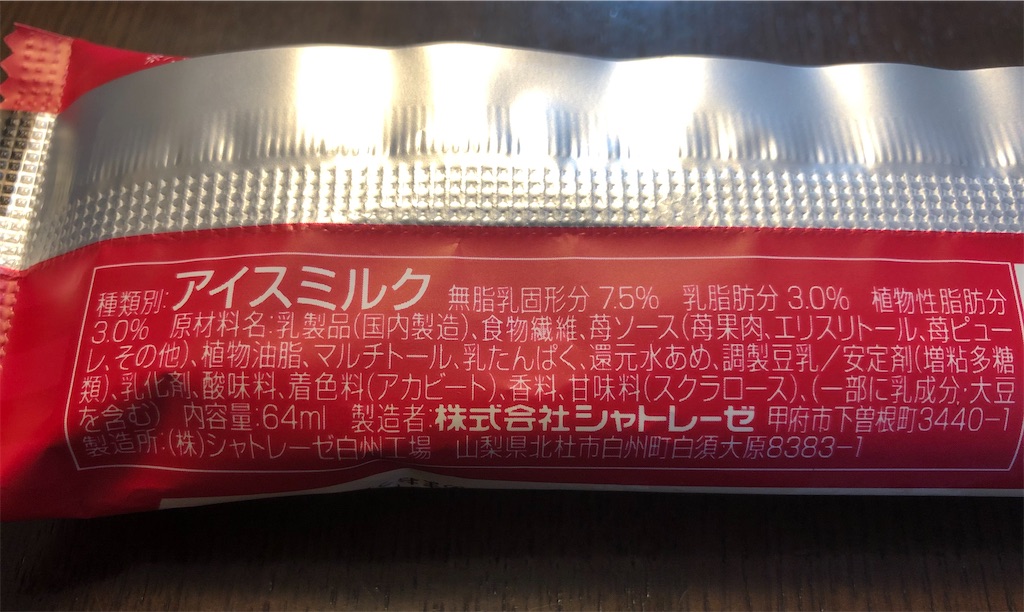 種類別:アイスミルク 無脂乳固形分 7.5% 乳脂肪分 3.0% 植物性脂肪分
3.0% 原材料名:乳製品(国内製造)、食物繊維、苺ソース(苺果肉、エリスリトール、苺ピュー
レ、その他)、植物油脂、マルチトール、乳たんぱく、還元水あめ、調製豆乳/安定剤(増粘多糖
類)、乳化剤、酸味料、着色料(アカビート)、香料、甘味料(スクラロース)、(一部に乳成分:大豆
を含む) 内容量:64ml 製造者:株式会社シャトレーゼ 甲府市下曽根町3440-1
製造所:(株)シャトレーゼ白州工場 山梨県北杜市白州町白須大原8383-1